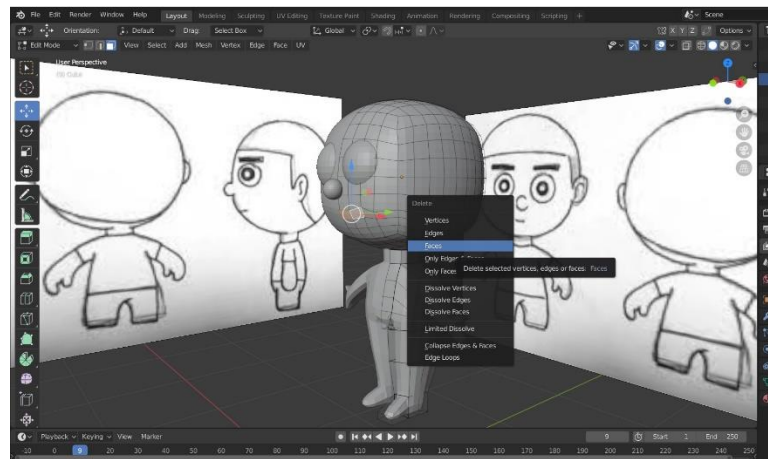 File Edit Render Window Help Layout Modeling Sculpting UV Editing Texture Paint Shading Animation Rendering Compositing Scripting + Scene
Orientation: Default Drag: Select Box Global X Y Z Options
Edit Mode View Select Add Mesh Vertex Edge Face UV
User Perspective
Delete
Vertices
Edges
Faces
Only Edges & Faces
Delete selected vertices, edges or faces: Faces
Only Faces
Dissolve Vertices
Dissolve Edges
Dissolve Faces
Limited Dissolve
Collapse Edges & Faces
Edge Loops
Playback Keying View Marker 9 Start 1 End 250
-10 0 9 20 30 40 50 60 70 80 90 100 110 120 130 140 150 160 170 180 190 200 210 220 230 240 250